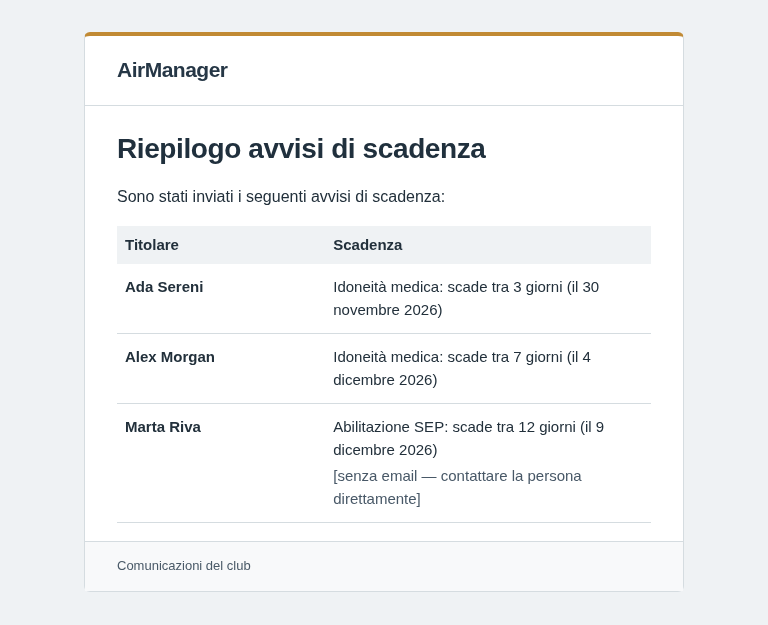 AirManager
Riepilogo avvisi di scadenza
Sono stati inviati i seguenti avvisi di scadenza:
Titolare Scadenza
Ada Sereni Idoneità medica: scade tra 3 giorni (il 30
novembre 2026)
Alex Morgan Idoneità medica: scade tra 7 giorni (il 4
dicembre 2026)
Marta Riva Abilitazione SEP: scade tra 12 giorni (il 9
dicembre 2026)
[senza email — contattare la persona
direttamente]
Comunicazioni del club